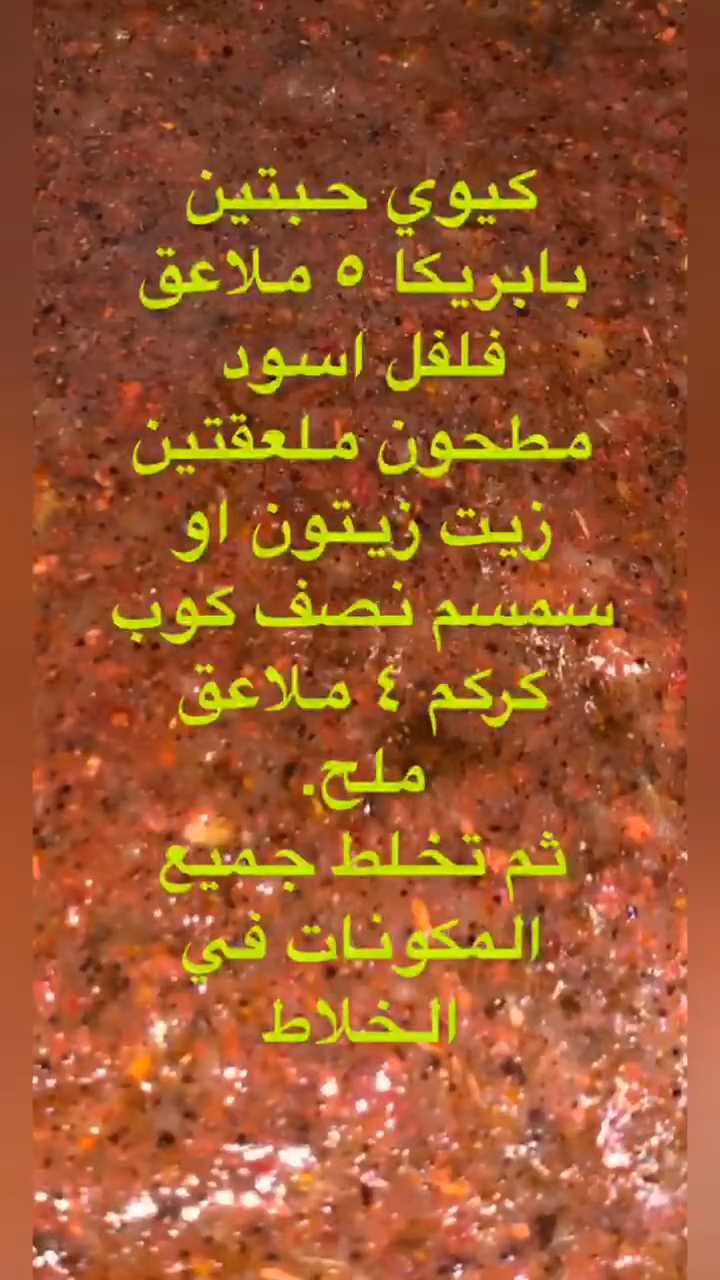 كيوي حبتين
بابريكا ٥ ملاعق
فلفل اسود
مطحون ملعقتين
زيت زيتون او
سمسم نصف كوب
كركم ٤ ملاعق
ملح.
ثم تخلط جميع
المكونات في
الخلاط